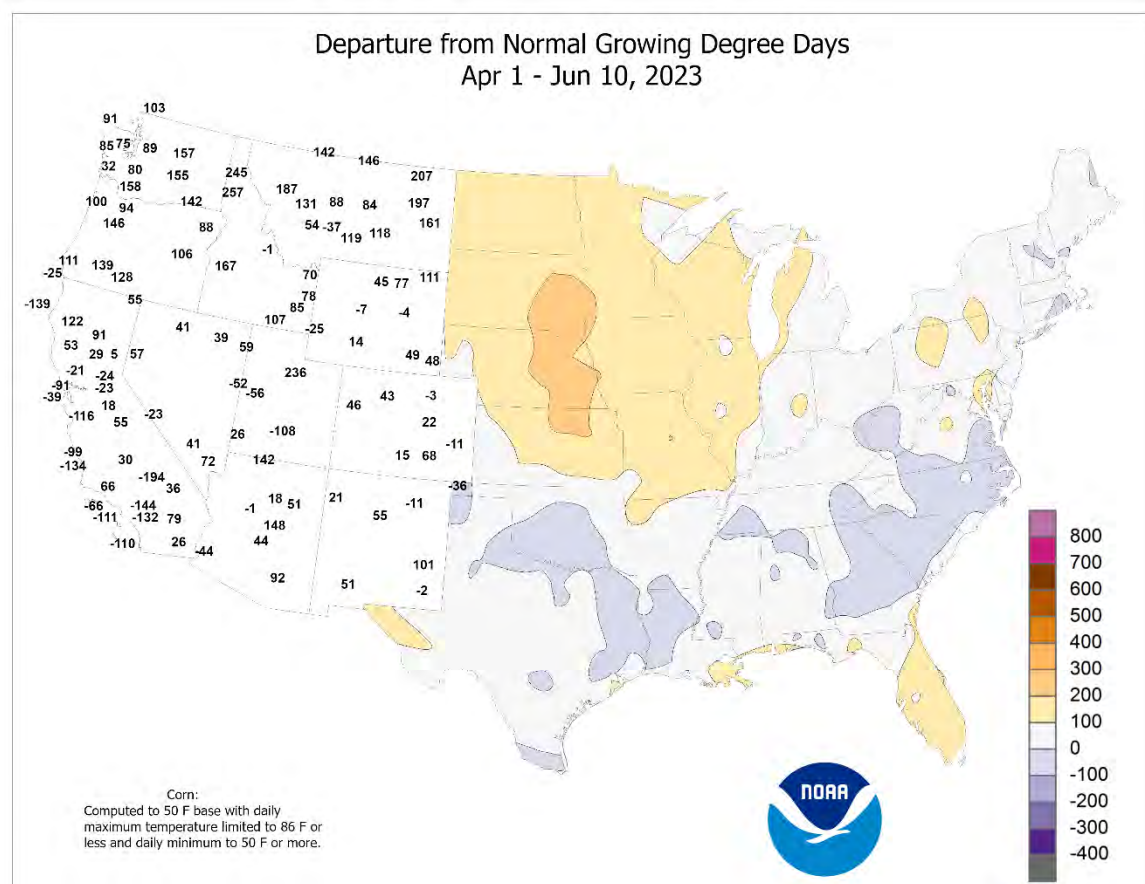 Departure from Normal Growing Degree Days
Apr 1 - Jun 10, 2023
103
91
85 75 89 157
142 146
32 80 155 245 207
158 257 187
100 94 142 131 88 84 197
146 88 54 -37 119 118 161
111 139 106 -1
-25 128 167 70 45 77 111
-139 55 78
122 41 107 85 -7 -4
53 91 39 -25
29 5 57 59 14
-21 -24 236 49 48
-91 -23 -52
-39 18 -56 46 43 -3
-116 55 -23 22
26 -108 -11
-99 41 15 68
-134 30 72 142
66 -194 36 -36
-66 -144 18 51 21 -11
-111 -132 79 -1 55
148
-110 26 -44 44
101
92 51 -2
800
700
600
500
400
300
200
100
0
-100
-200
-300
-400
Corn:
Computed to 50 F base with daily
maximum temperature limited to 86 F or
less and daily minimum to 50 F or more.
NOAA